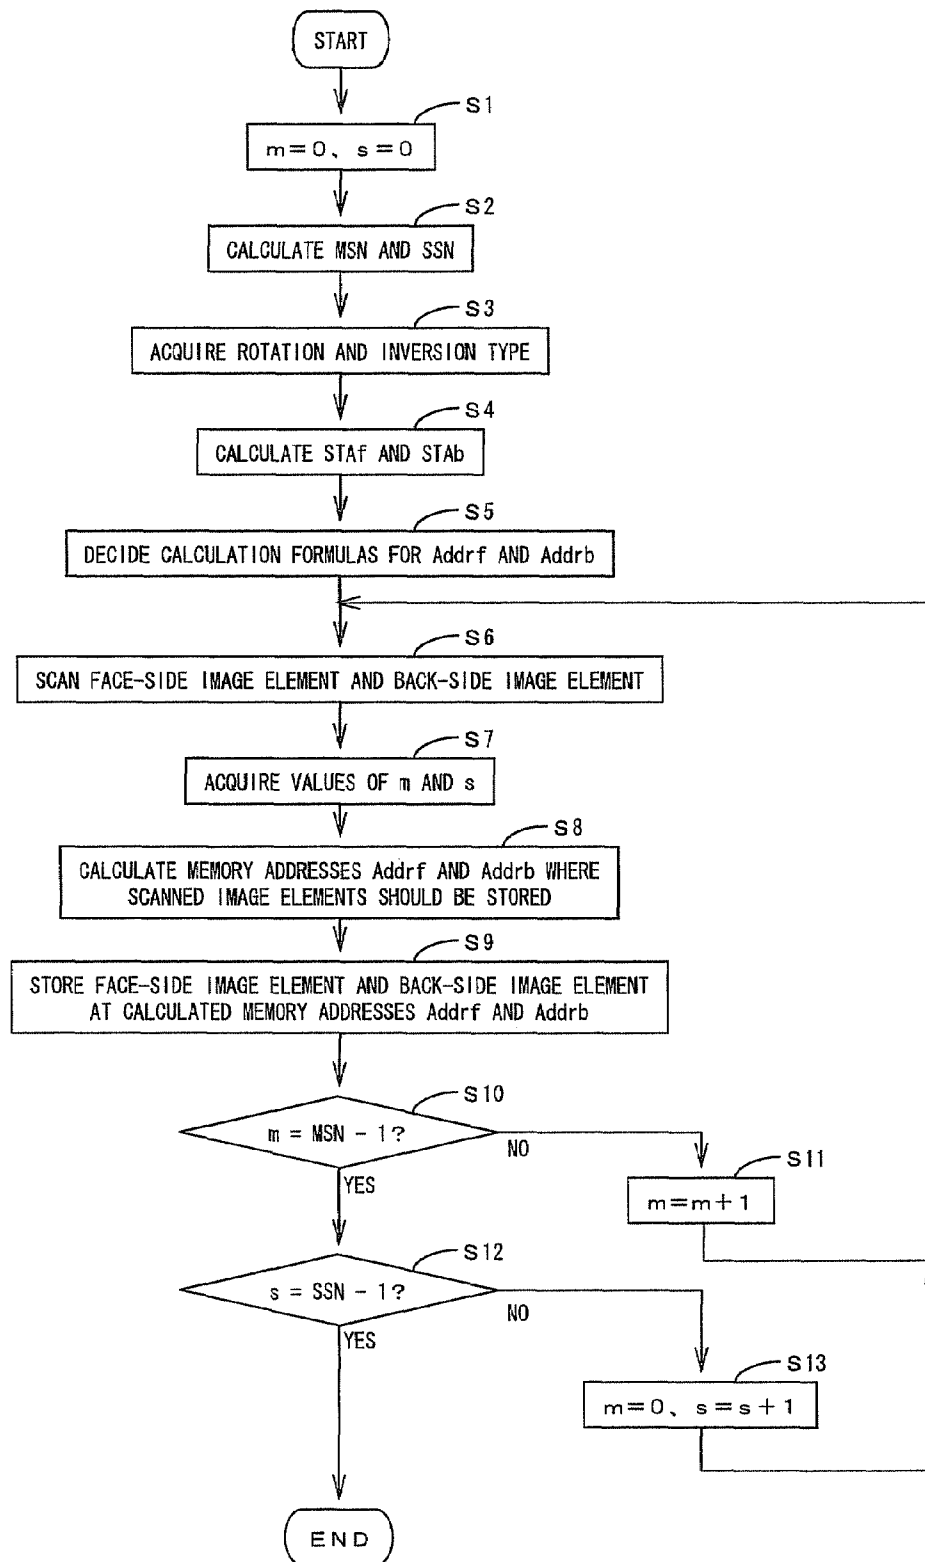 START
S1
m=0、s=0
S2
CALCULATE MSN AND SSN
S3
ACQUIRE ROTATION AND INVERSION TYPE
S4
CALCULATE STAf AND STAb
S5
DECIDE CALCULATION FORMULAS FOR Addrf AND Addrb
S6
SCAN FACE-SIDE IMAGE ELEMENT AND BACK-SIDE IMAGE ELEMENT
S7
ACQUIRE VALUES OF m AND s
S8
CALCULATE MEMORY ADDRESSES Addrf AND Addrb WHERE
SCANNED IMAGE ELEMENTS SHOULD BE STORED
S9
STORE FACE-SIDE IMAGE ELEMENT AND BACK-SIDE IMAGE ELEMENT
AT CALCULATED MEMORY ADDRESSES Addrf AND Addrb
S10
m = MSN - 1?
NO
YES
S11
m=m+1
S12
s = SSN - 1?
NO
YES
S13
m=0、s=s+1
END